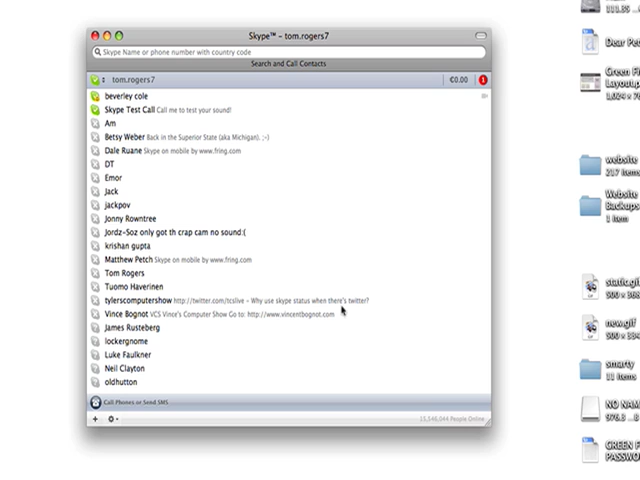 Skype™ – tom.rogers7
Skype Name or phone number with country code
Search and Call Contacts
tom.rogers7 €0.00 1
beverley cole
Skype Test Call Call me to test your sound!
Am
Betsy Weber Back in the Superior State (aka Michigan). ;-)
Dale Ruane Skype on mobile by www.fring.com
DT
Emor
Jack
jackpov
Jonny Rowntree
Jordz-Soz only got th crap cam no sound:(
krishan gupta
Matthew Petch Skype on mobile by www.fring.com
Tom Rogers
Tuomo Haverinen
tylerscomputershow http://twitter.com/tcslive – Why use skype status when there's twitter?
Vince Bognot VCS Vince's Computer Show Go to: http://www.vincentbognot.com
James Rusteberg
lockergnome
Luke Faulkner
Neil Clayton
oldhutton
Call Phones or Send SMS
15,546,044 People Online
Dear Pe
Green Fi
Layout
website
217 items
Website
Backups
1 item
static.gif
new.gif
smarty
11 items
NO NAM
GREEN F
PASSWO